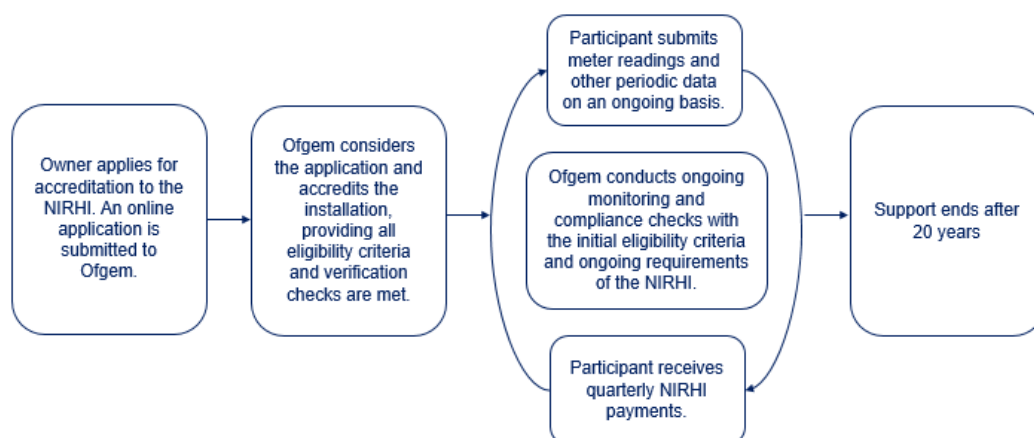 Owner applies for
accreditation to the
NIRHI. An online
application is
submitted to
Ofgem.
Ofgem considers
the application and
accredits the
installation,
providing all
eligibility criteria
and verification
checks are met.
Participant submits
meter readings and
other periodic data
on an ongoing basis.
Ofgem conducts ongoing
monitoring and
compliance checks with
the initial eligibility criteria
and ongoing requirements
of the NIRHI.
Participant receives
quarterly NIRHI
payments.
Support ends after
20 years